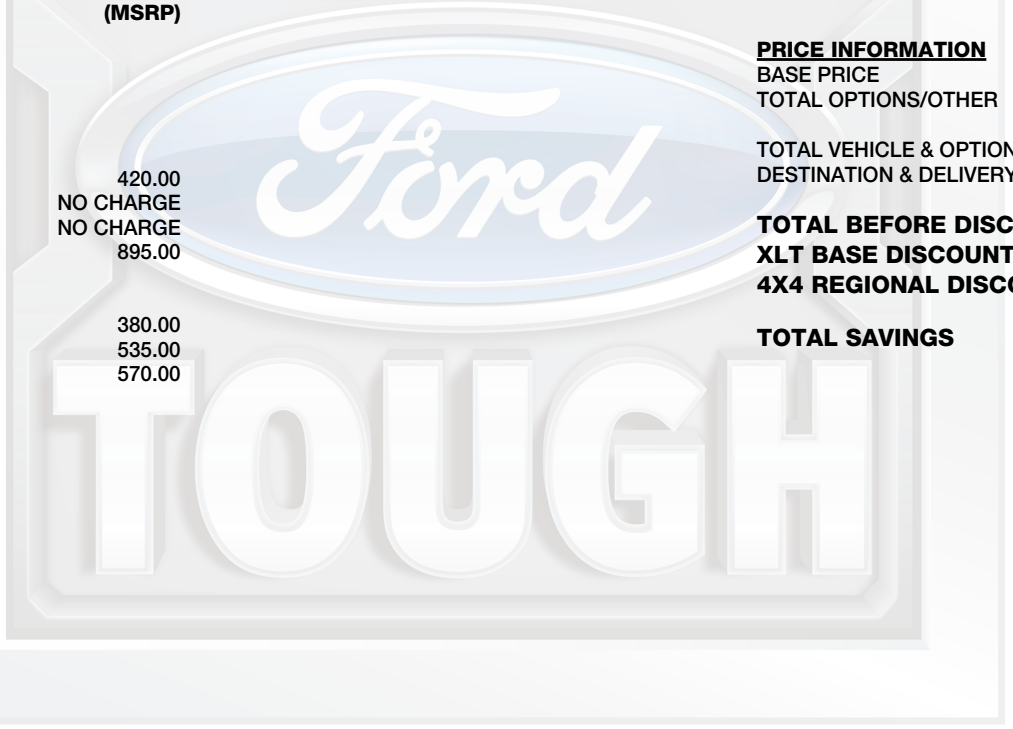 (MSRP)
420.00
NO CHARGE
NO CHARGE
895.00
380.00
535.00
570.00
PRICE INFORMATION
BASE PRICE
TOTAL OPTIONS/OTHER
TOTAL VEHICLE & OPTION
DESTINATION & DELIVERY
TOTAL BEFORE DISC
XLT BASE DISCOUNT
4X4 REGIONAL DISCO
TOTAL SAVINGS
Ford
TOUGH